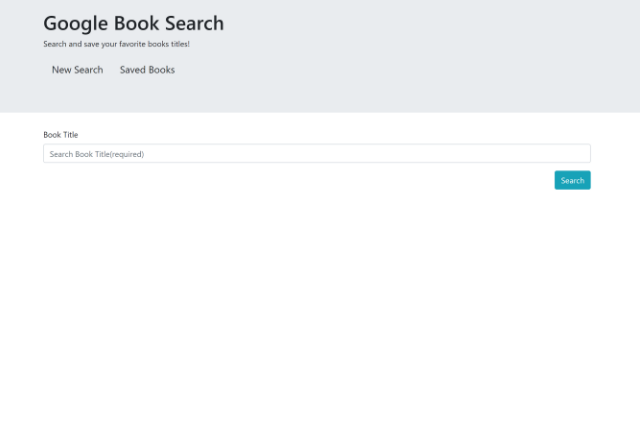 Google Book Search
Search and save your favorite books titles!
New Search Saved Books
Book Title
Search Book Title(required)
Search